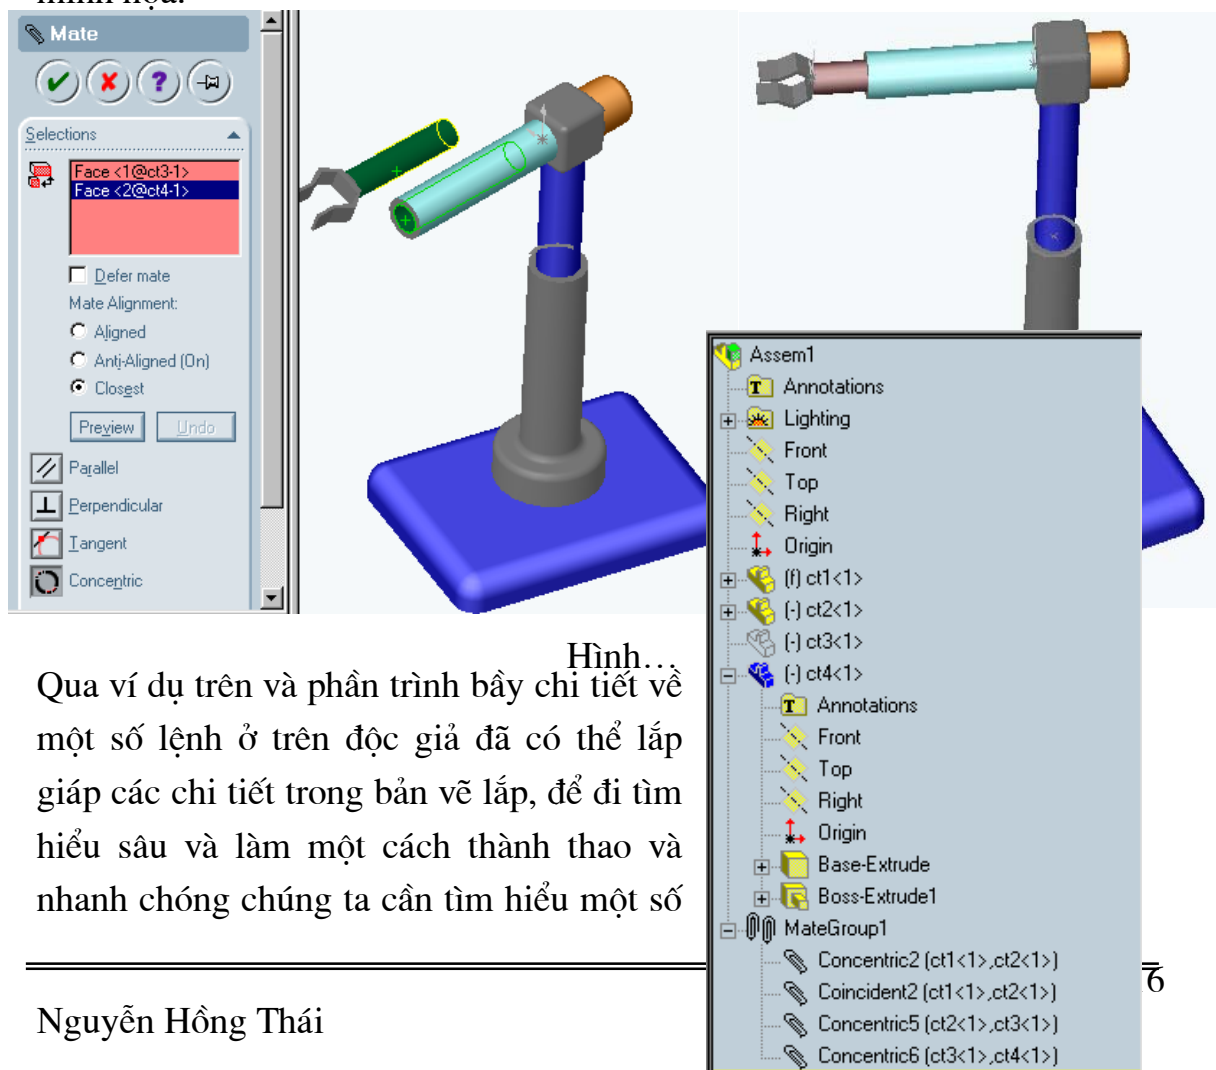 minh họa.
Mate
Selections
Face <1@ct3-1>
Face <2@ct4-1>
Defer mate
Mate Alignment:
Aligned
Anti-Aligned (On)
Closest
Preview
Undo
Parallel
Perpendicular
Tangent
Concentric
Assem1
Annotations
Lighting
Front
Top
Right
Origin
(f) ct1<1>
(-) ct2<1>
(-) ct3<1>
(-) ct4<1>
Annotations
Front
Top
Right
Origin
Base-Extrude
Boss-Extrude1
MateGroup1
Concentric2 (ct1<1>,ct2<1>)
Coincident2 (ct1<1>,ct2<1>)
Concentric5 (ct2<1>,ct3<1>)
Concentric6 (ct3<1>,ct4<1>)
Hình…
Qua ví dụ trên và phần trình bầy chi tiết về
một số lệnh ở trên độc giả đã có thể lắp
giáp các chi tiết trong bản vẽ lắp, để đi tìm
hiểu sâu và làm một cách thành thao và
nhanh chóng chúng ta cần tìm hiểu một số
Nguyễn Hồng Thái